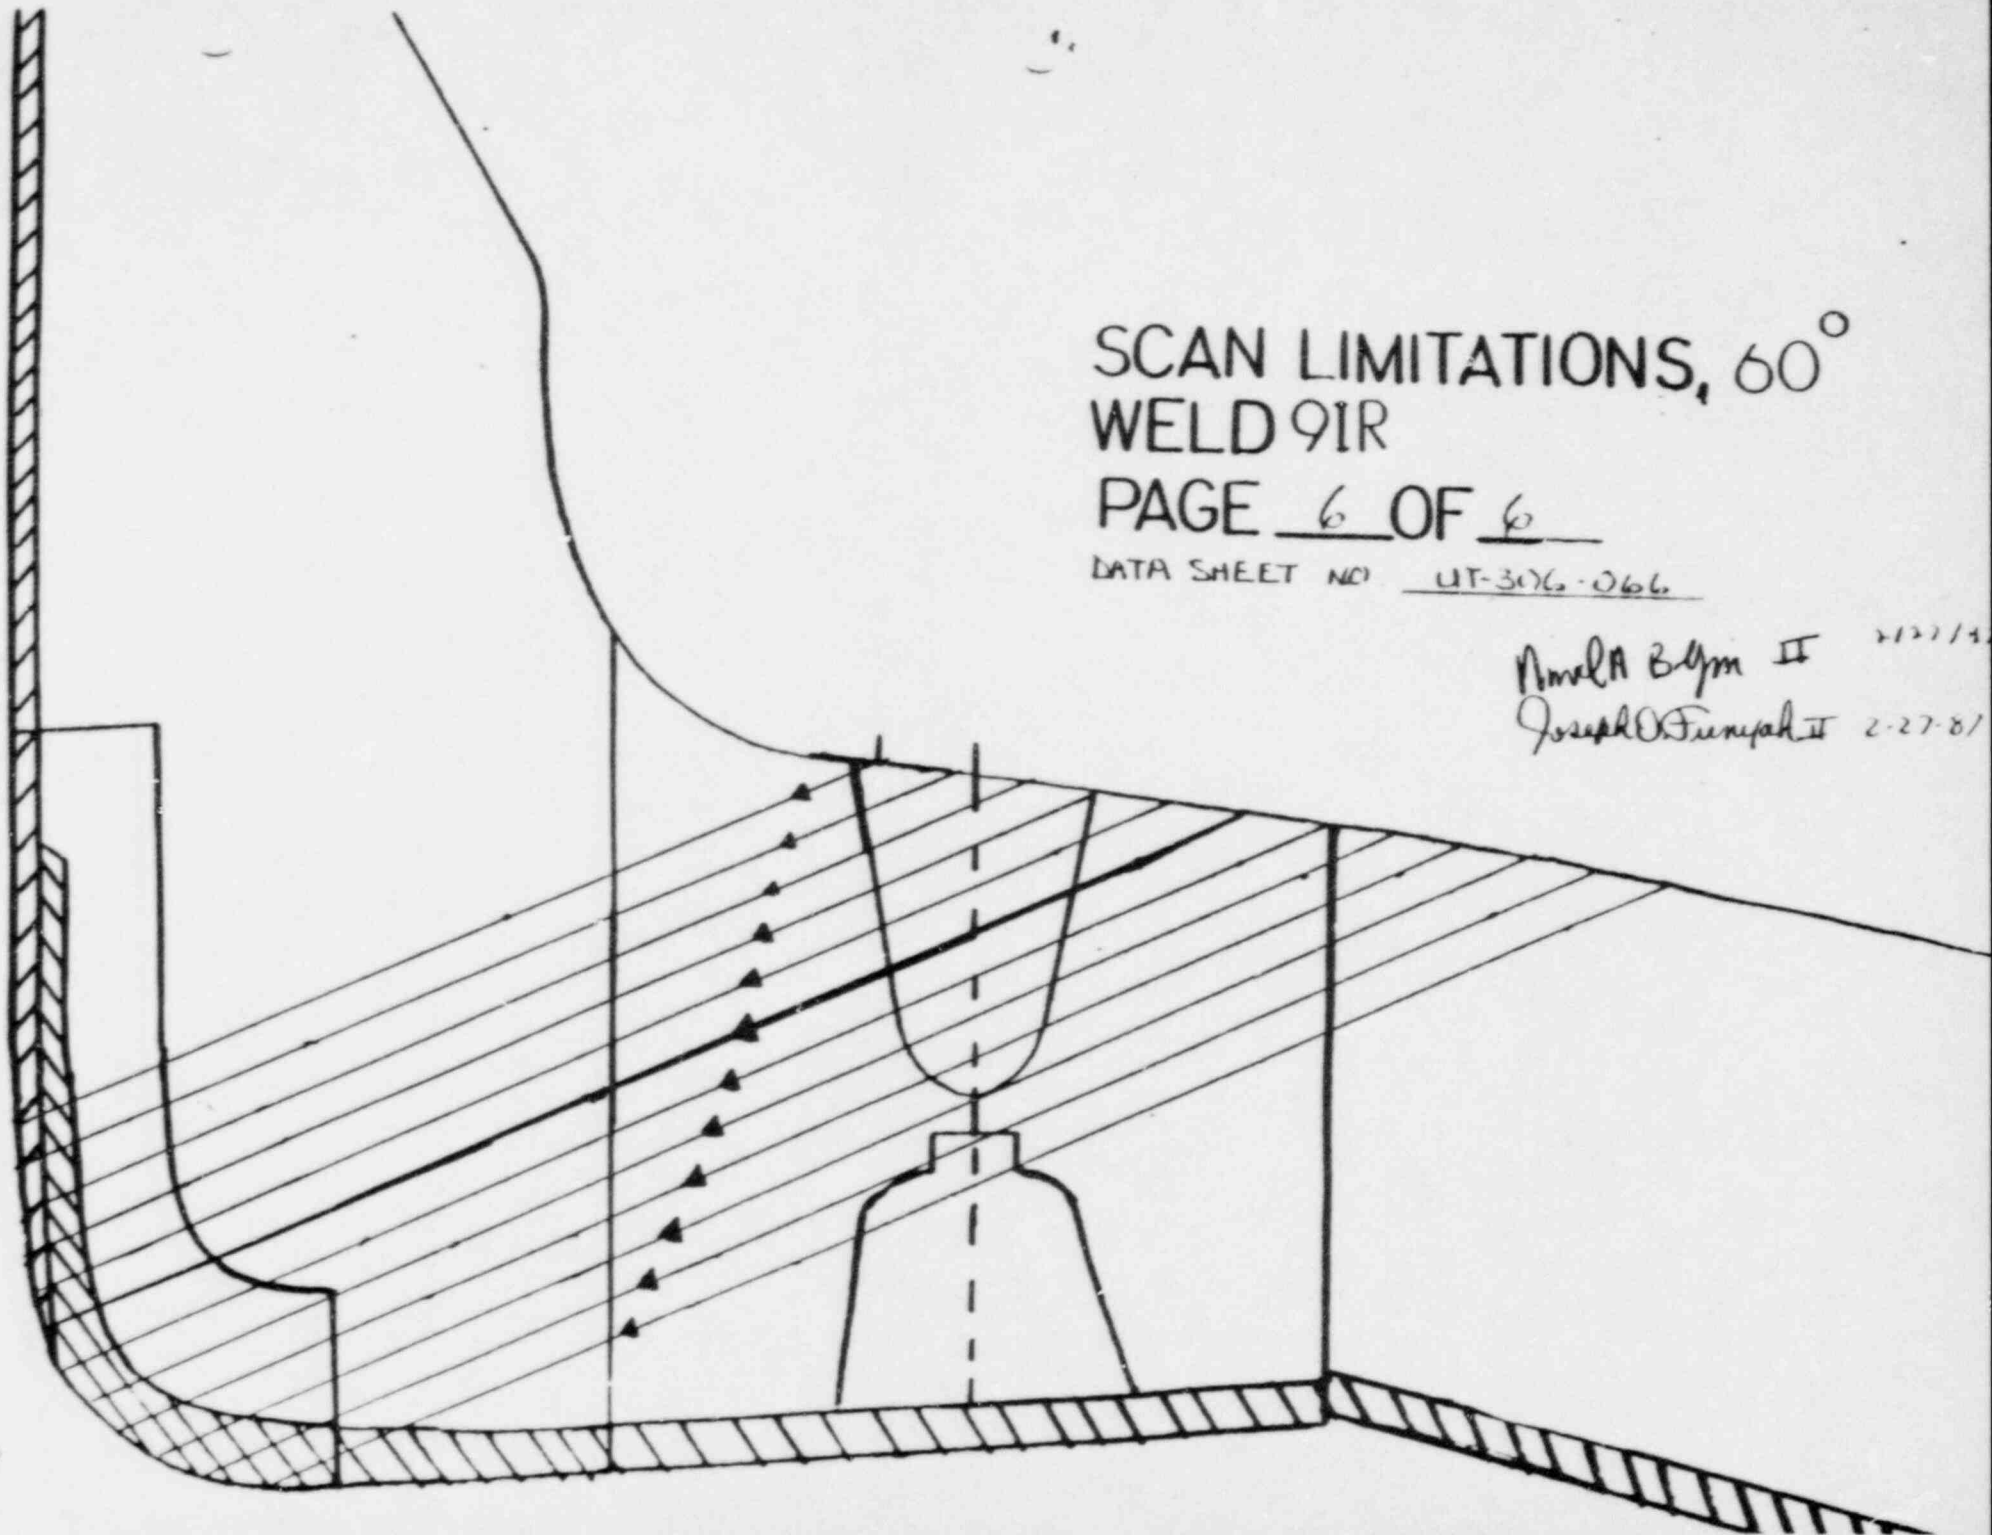 SCAN LIMITATIONS, 60°
WELD 9IR
PAGE 6 OF 6
DATA SHEET NO UT-306-066
II
Joseph II 2-27-87